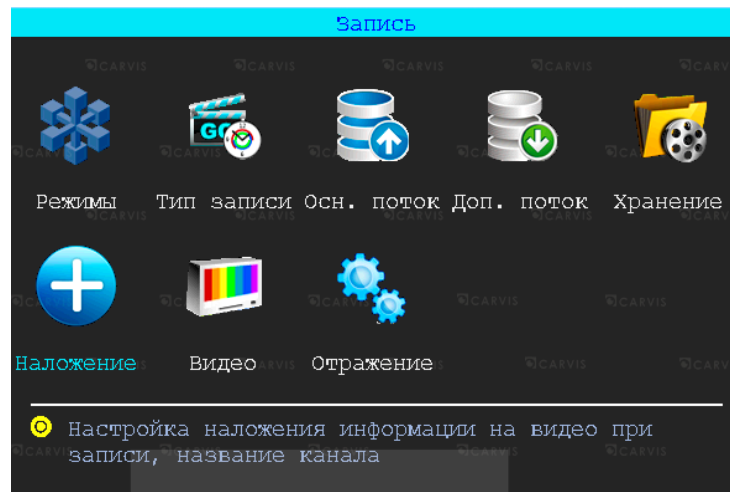 Запись
Режимы Тип записи Осн. поток Доп. поток Хранение
Наложение Видео Отражение
Настройка наложения информации на видео при
записи, название канала
CARVIS